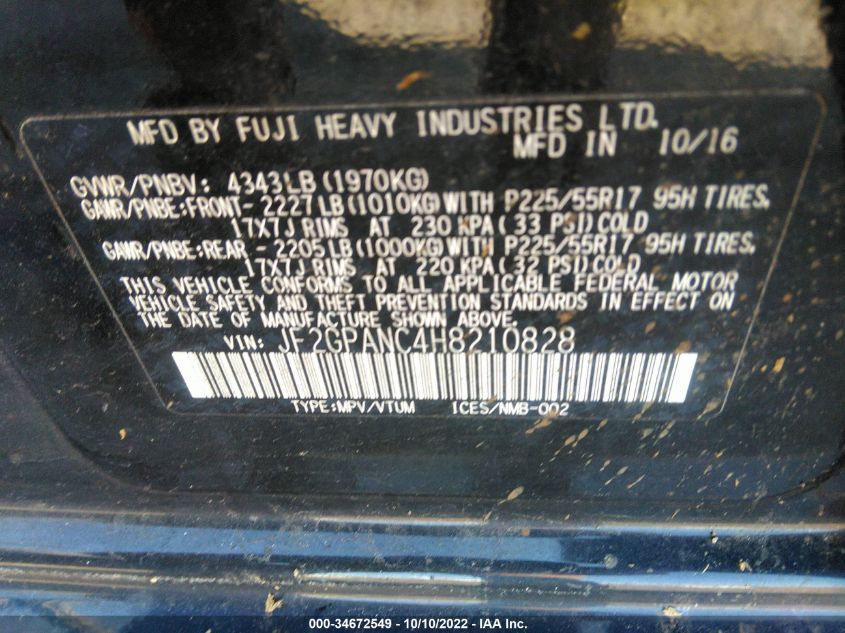 MFD BY FUJI HEAVY INDUSTRIES LTD.
MFD IN 10/16
GVWR/PNBV: 4343LB (1970KG)
GAWR/PNBE:FRONT- 2227LB (1010KG) WITH P225/55R17 95H TIRES,
17X7J RIMS AT 230 KPA (33 PSI) COLD
GAWR/PNBE:REAR - 2205LB (1000KG) WITH P225/55R17 95H TIRES,
17X7J RIMS AT 220 KPA (32 PSI) COLD
THIS VEHICLE CONFORMS TO ALL APPLICABLE FEDERAL MOTOR
VEHICLE SAFETY AND THEFT PREVENTION STANDARDS IN EFFECT ON
THE DATE OF MANUFACTURE SHOWN ABOVE.
VIN: JF2GPANC4H8210828
TYPE:MPV/VTUM ICES/NMB-002
000-34672549 - 10/10/2022 - IAA Inc.